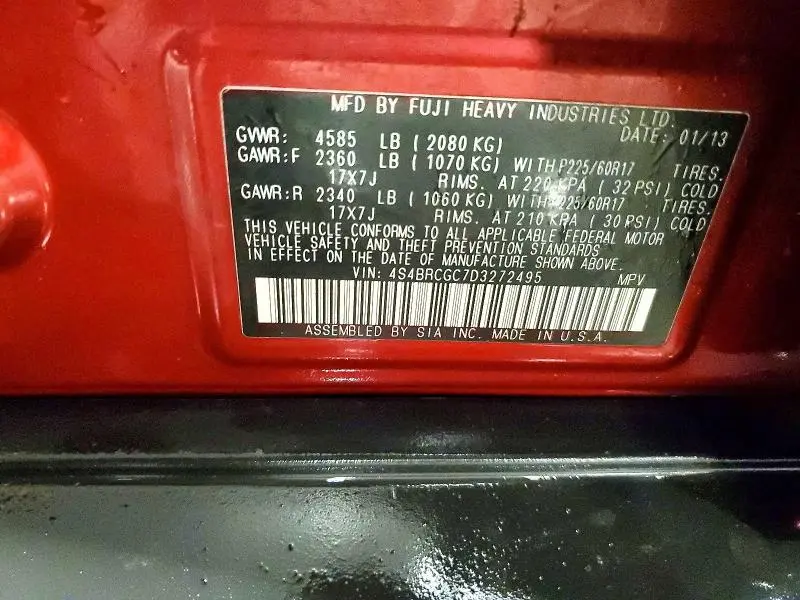 MFD BY FUJI HEAVY INDUSTRIES LTD.
DATE: 01/13
GVWR: 4585 LB (2080 KG)
GAWR:F 2360 LB (1070 KG) WITH P225/60R17 TIRES.
17X7J RIMS. AT 220 KPA (32 PSI) COLD
GAWR:R 2340 LB (1060 KG) WITH P225/60R17 TIRES.
17X7J RIMS. AT 210 KPA (30 PSI) COLD
THIS VEHICLE CONFORMS TO ALL APPLICABLE FEDERAL MOTOR
VEHICLE SAFETY AND THEFT PREVENTION STANDARDS
IN EFFECT ON THE DATE OF MANUFACTURE SHOWN ABOVE.
VIN: 4S4BRCGC7D3272495 MPV
ASSEMBLED BY SIA INC. MADE IN U.S.A.